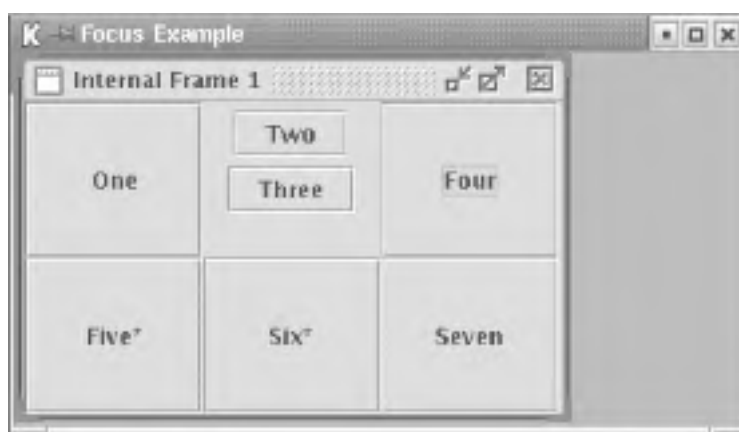 Focus Example
Internal Frame 1
One
Two
Three
Four
Five*
Six*
Seven